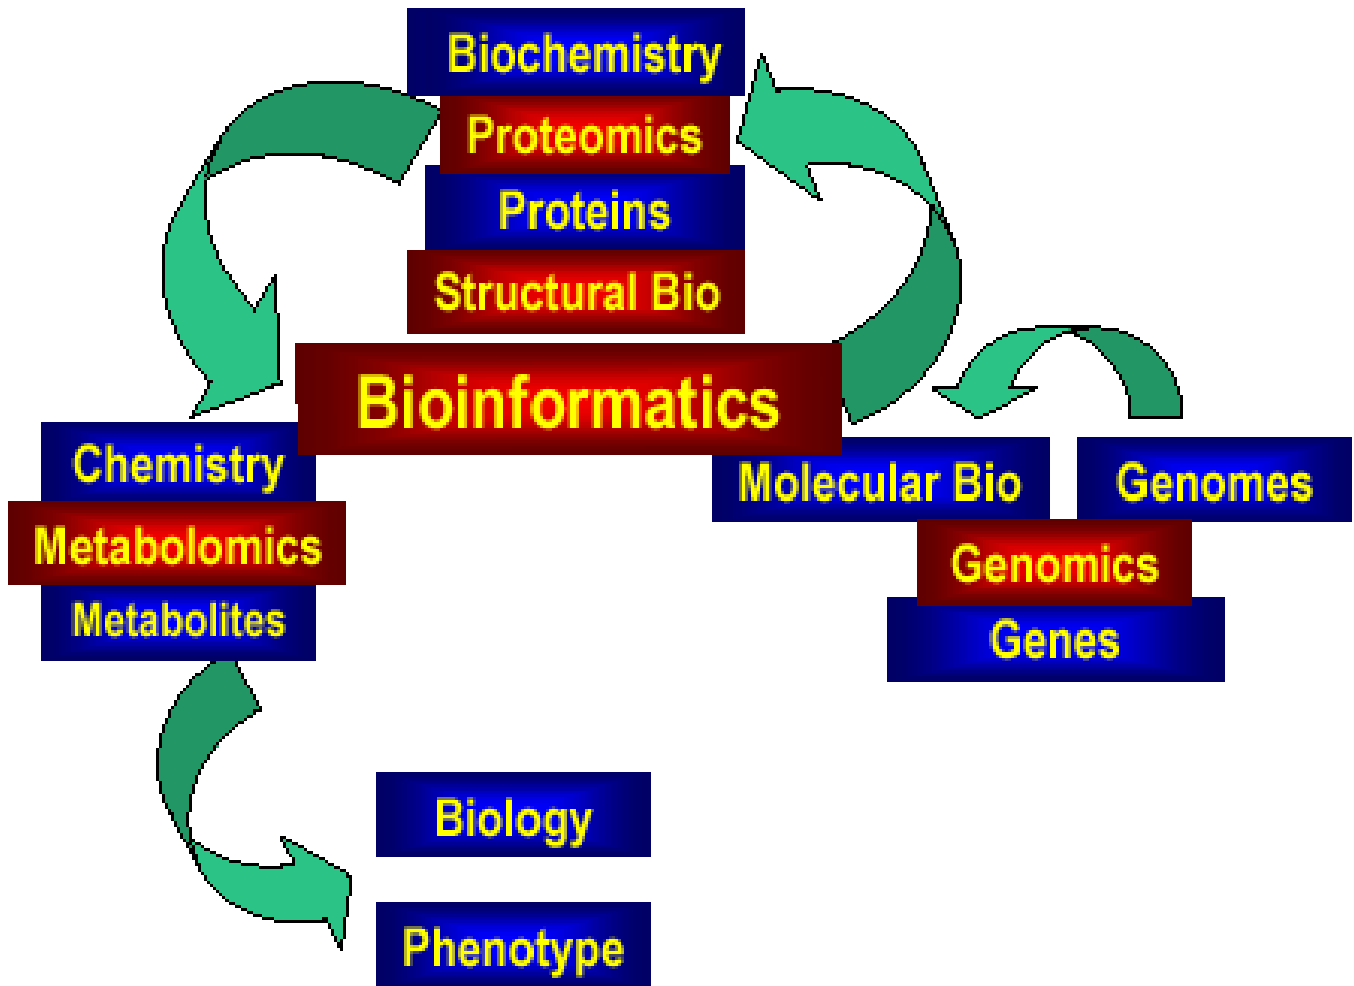 Biochemistry
Proteomics
Proteins
Structural Bio
Bioinformatics
Chemistry
Metabolomics
Metabolites
Molecular Bio
Genomes
Genomics
Genes
Biology
Phenotype